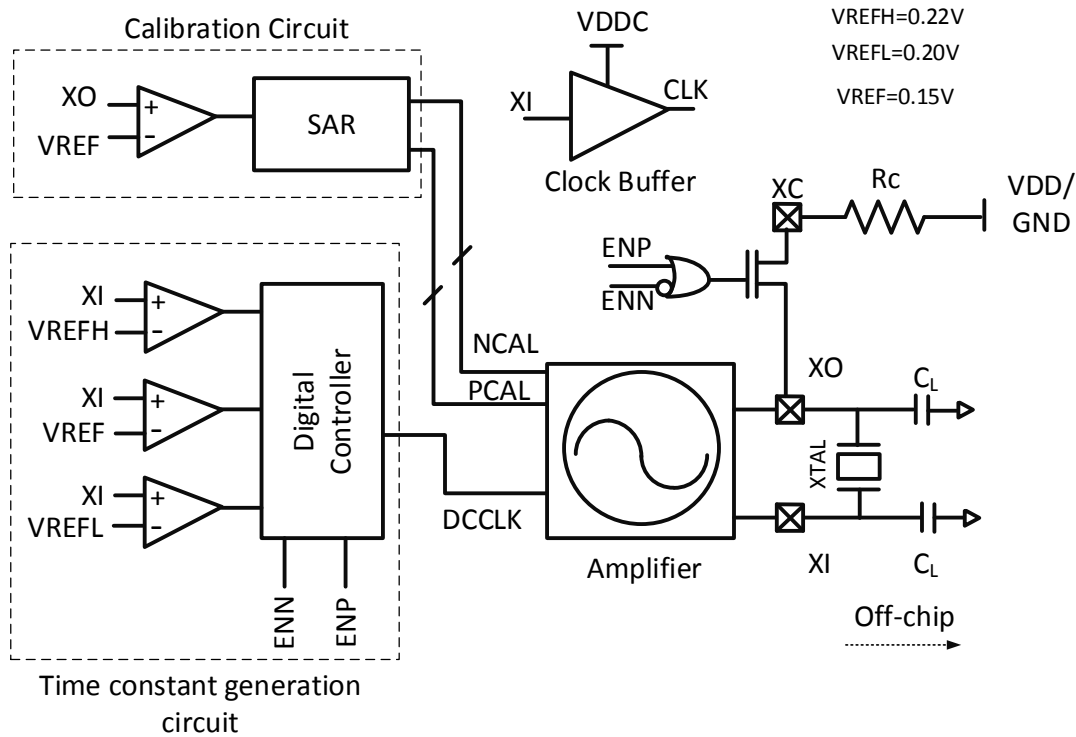 Calibration Circuit
XO
+
VREF
-
SAR
VDDC
XI
CLK
Clock Buffer
VREFH=0.22V
VREFL=0.20V
VREF=0.15V
XC
Rc
VDD/
GND
ENP
ENN
XI
+
VREFH
-
XI
+
VREF
-
XI
+
VREFL
-
Digital
Controller
ENN
ENP
Time constant generation
circuit
NCAL
PCAL
DCCLK
Amplifier
XO
CL
XTAL
XI
CL
Off-chip